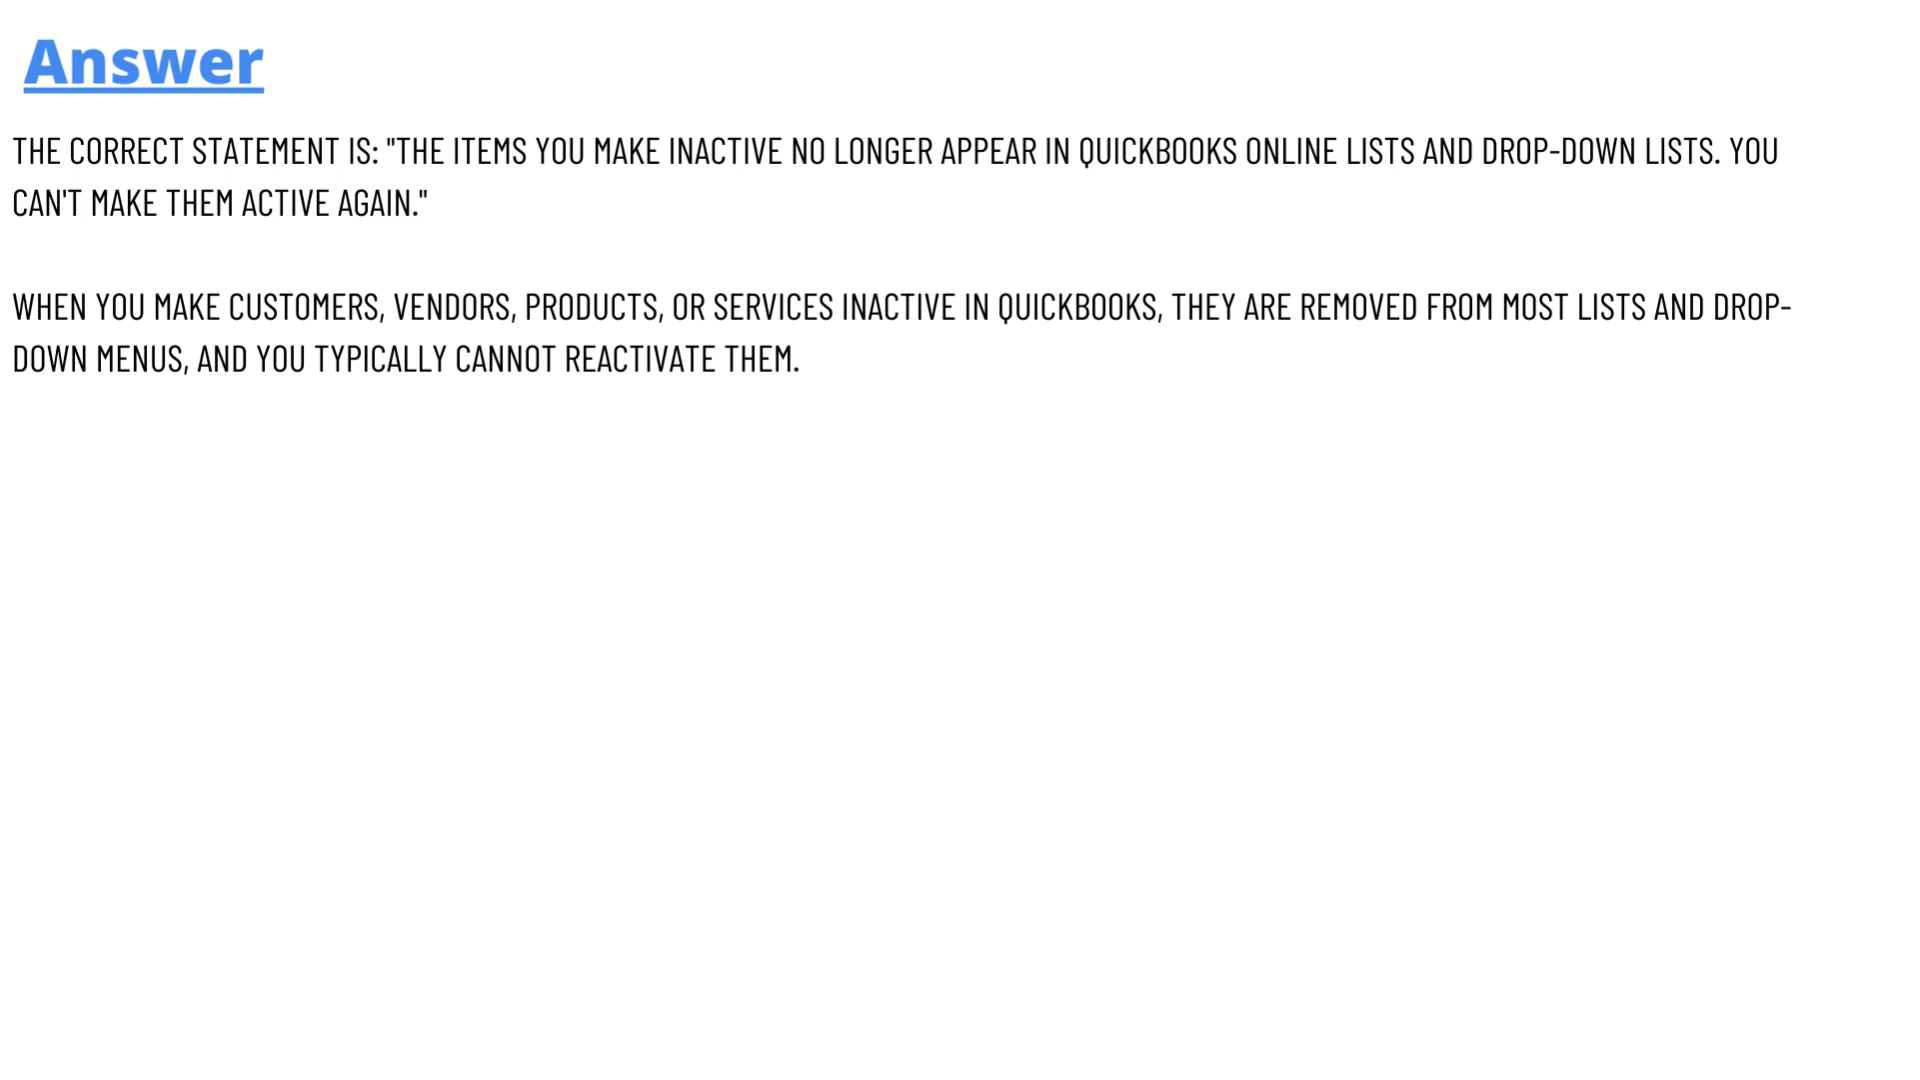 Answer
THE CORRECT STATEMENT IS: "THE ITEMS YOU MAKE INACTIVE NO LONGER APPEAR IN QUICKBOOKS ONLINE LISTS AND DROP-DOWN LISTS. YOU
CAN'T MAKE THEM ACTIVE AGAIN."
WHEN YOU MAKE CUSTOMERS, VENDORS, PRODUCTS, OR SERVICES INACTIVE IN QUICKBOOKS, THEY ARE REMOVED FROM MOST LISTS AND DROP-
DOWN MENUS, AND YOU TYPICALLY CANNOT REACTIVATE THEM.